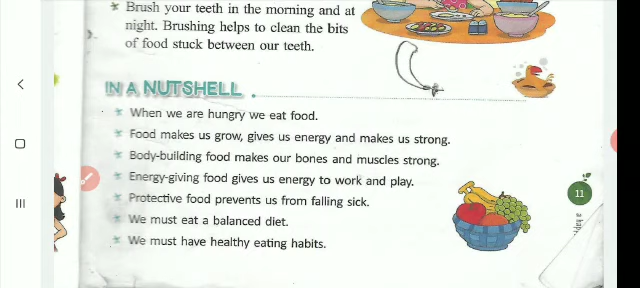 * Brush your teeth in the morning and at
night. Brushing helps to clean the bits
of food stuck between our teeth.
IN A NUTSHELL
* When we are hungry we eat food.
* Food makes us grow, gives us energy and makes us strong.
* Body-building food makes our bones and muscles strong.
* Energy-giving food gives us energy to work and play.
* Protective food prevents us from falling sick.
* We must eat a balanced diet.
* We must have healthy eating habits.
11